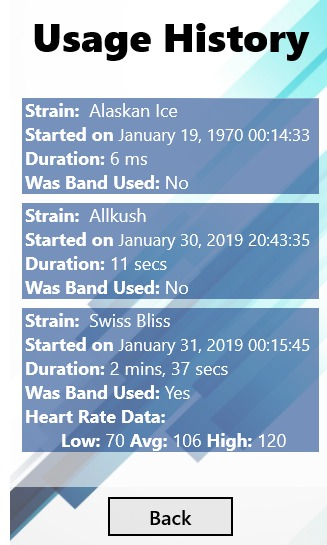 Usage History
Strain: Alaskan Ice
Started on January 19, 1970 00:14:33
Duration: 6 ms
Was Band Used: No
Strain: Allkush
Started on January 30, 2019 20:43:35
Duration: 11 secs
Was Band Used: No
Strain: Swiss Bliss
Started on January 31, 2019 00:15:45
Duration: 2 mins, 37 secs
Was Band Used: Yes
Heart Rate Data:
Low: 70 Avg: 106 High: 120
Back